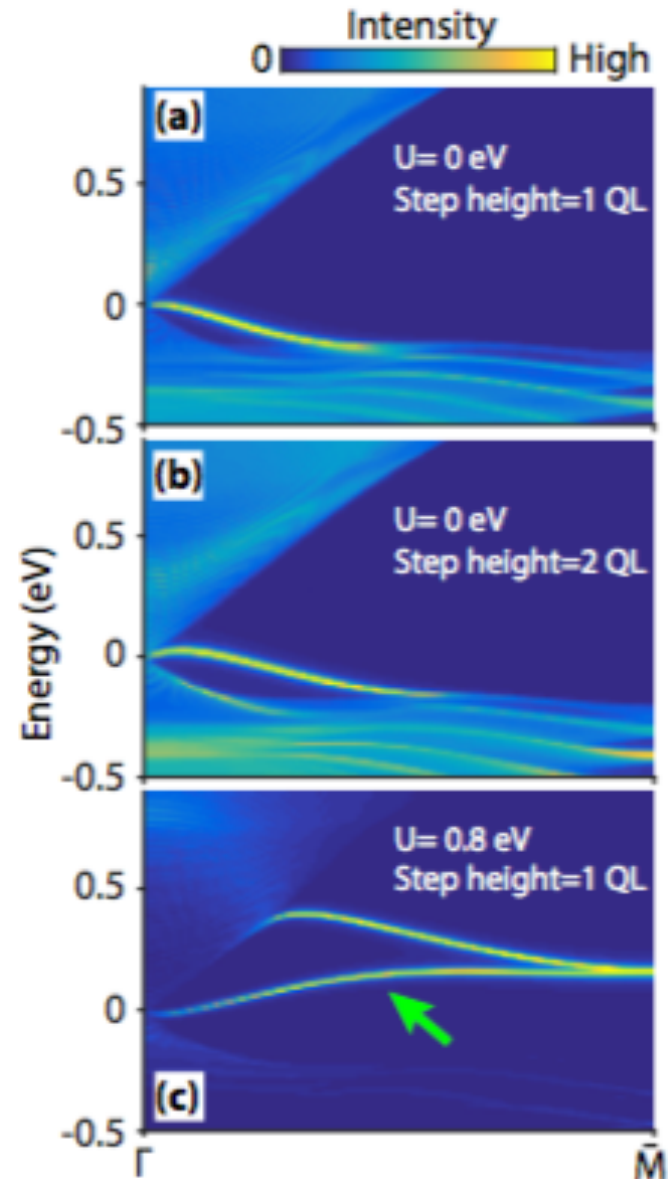 Intensity
0 High
(a)
U= 0 eV
Step height=1 QL
0.5
0
-0.5
(b)
U= 0 eV
Step height=2 QL
0.5
0
-0.5
Energy (eV)
U= 0.8 eV
Step height=1 QL
0.5
0
(c)
-0.5
Γ M̄